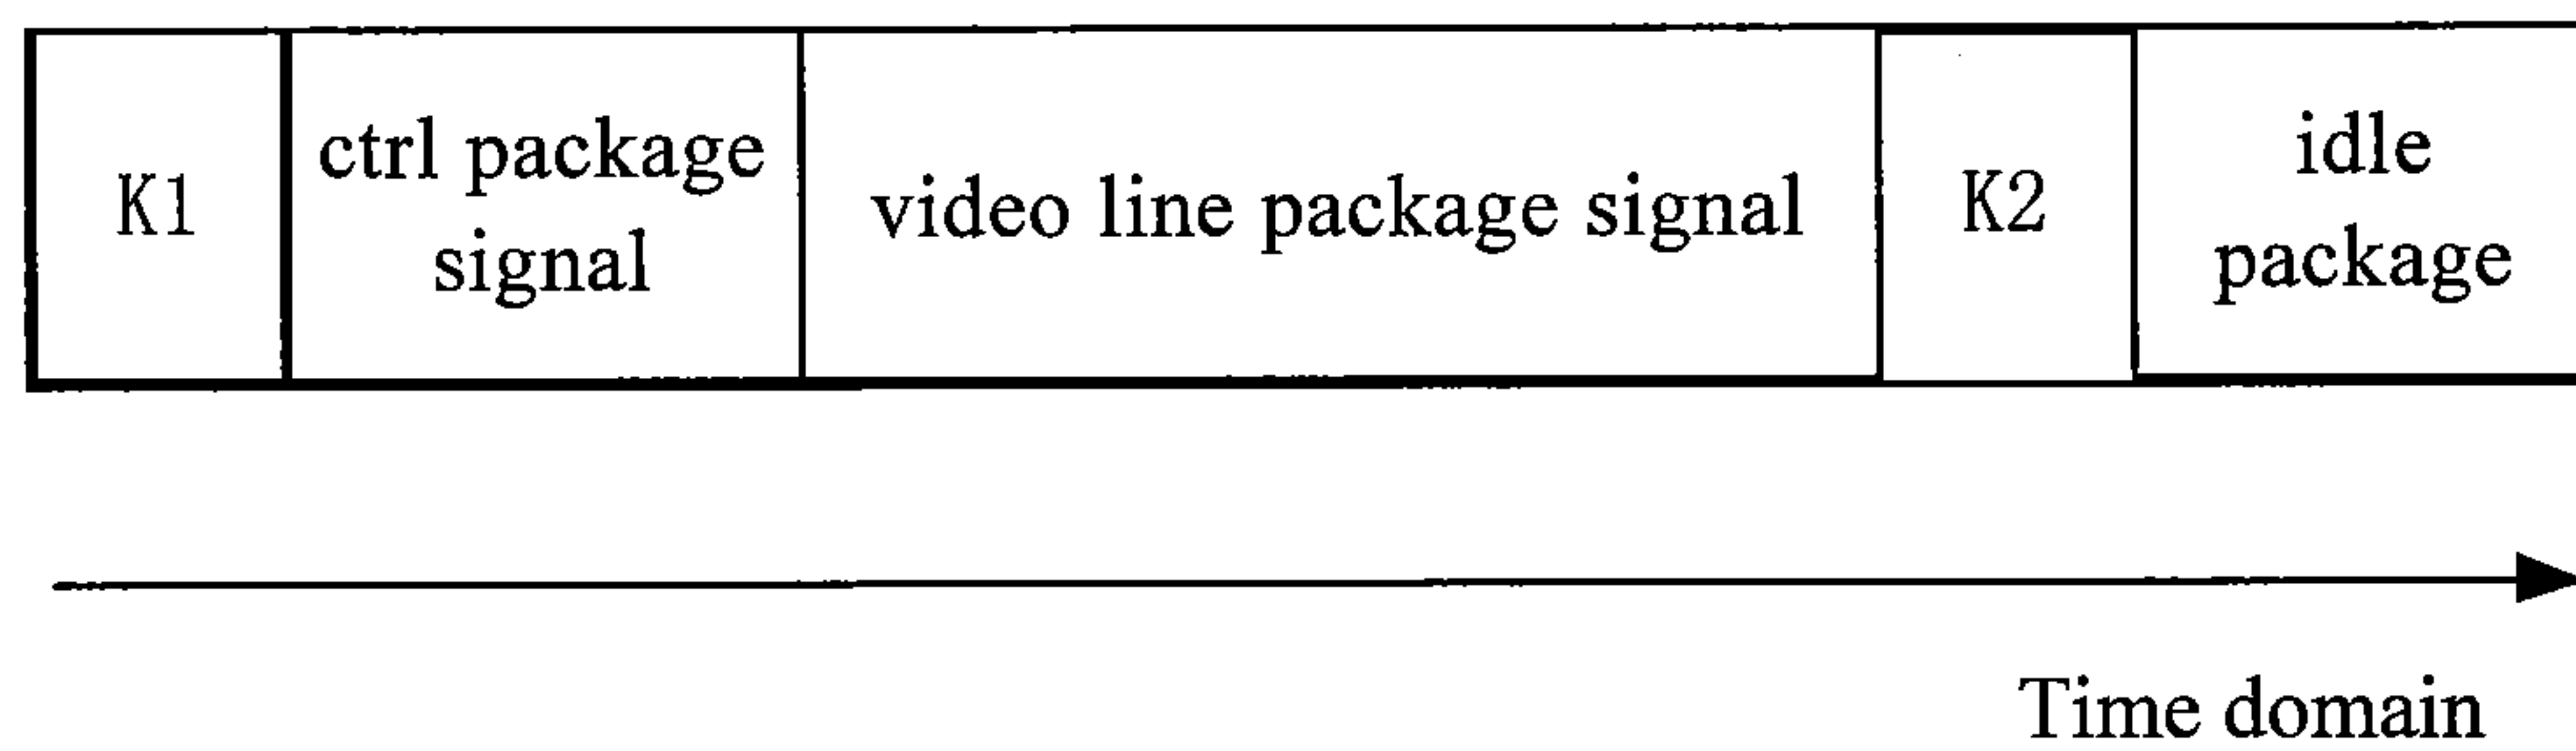 K1
ctrl package
signal
video line package signal
K2
idle
package
Time domain